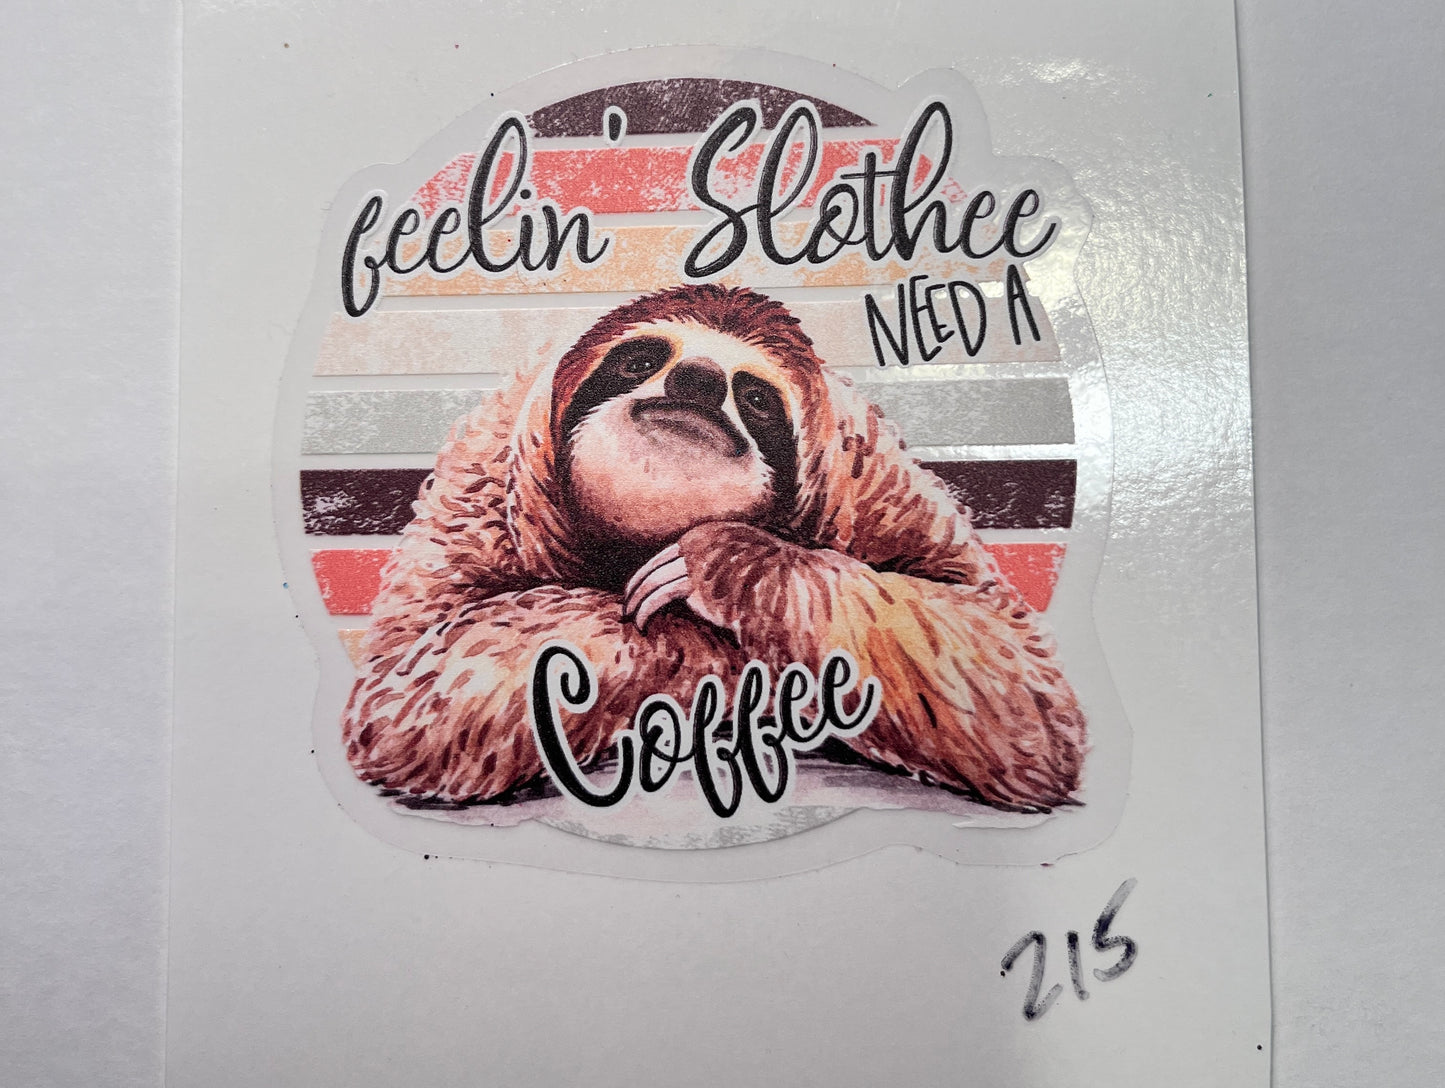 feelin' Slothee
NEED A
Coffee
215